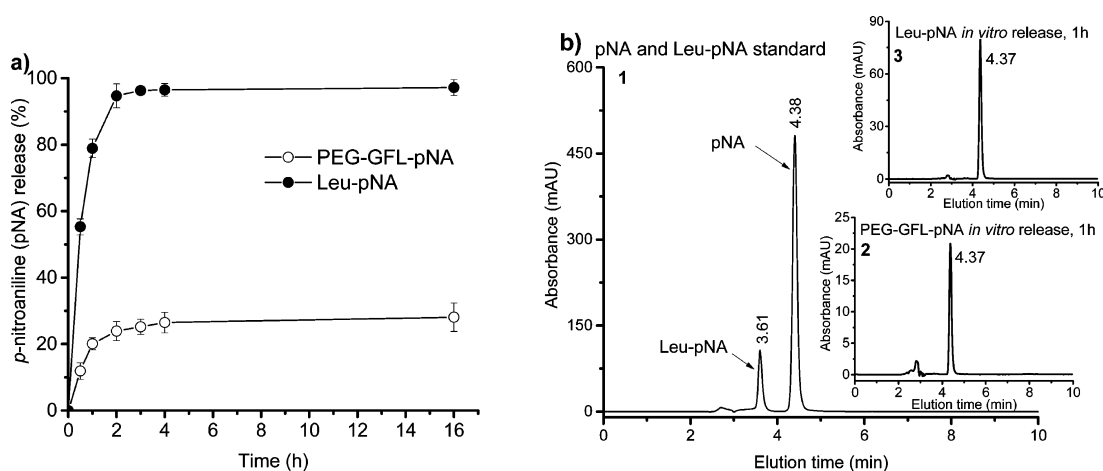 a)
p-nitroaniline (pNA) release (%)
100
80
60
40
20
0
PEG-GFL-pNA
Leu-pNA
0 2 4 6 8 10 12 14 16
Time (h)
b) pNA and Leu-pNA standard
1
Absorbance (mAU)
600
450
300
150
0
pNA
4.38
Leu-pNA
3.61
0 2 4 6 8 10
Elution time (min)
Leu-pNA in vitro release, 1h
3
4.37
Absorbance (mAU)
90
60
30
0
0 2 4 6 8 10
Elution time (min)
PEG-GFL-pNA in vitro release, 1h
2
4.37
Absorbance (mAU)
25
20
15
10
5
0
0 2 4 6 8 10
Elution time (min)